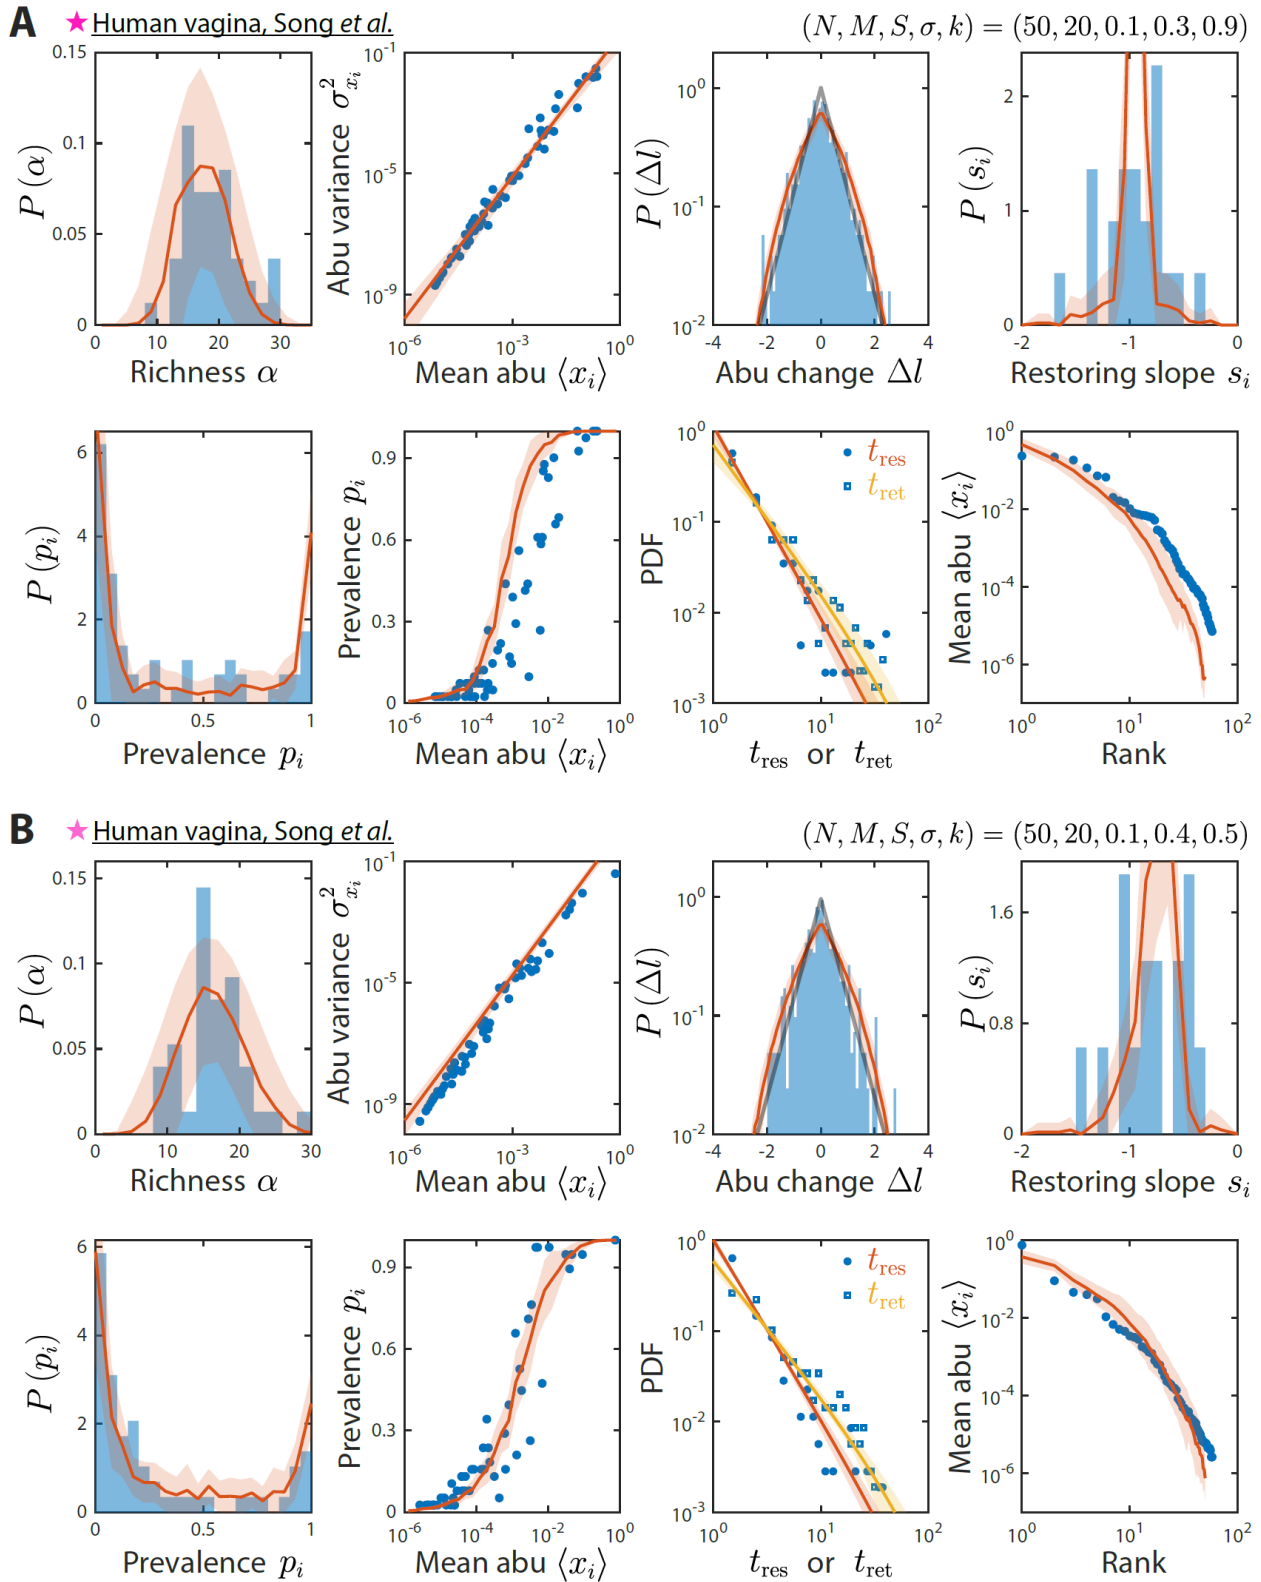 A
★ Human vagina, Song et al.
(N, M, S, σ, k) = (50, 20, 0.1, 0.3, 0.9)
P(α)
0.15
0.1
0.05
0
0 10 20 30
Richness α
Abu variance σ²ₓᵢ
10⁻¹
10⁻⁵
10⁻⁹
10⁻⁶ 10⁻³ 10⁰
Mean abu ⟨xᵢ⟩
P(Δl)
10⁰
10⁻¹
10⁻²
-4 -2 0 2 4
Abu change Δl
P(sᵢ)
2
1
0
-2 -1 0
Restoring slope sᵢ
P(pᵢ)
6
4
2
0
0 0.5 1
Prevalence pᵢ
Prevalence pᵢ
0.9
0.6
0.3
0
10⁻⁶ 10⁻⁴ 10⁻² 10⁰
Mean abu ⟨xᵢ⟩
PDF
10⁰
10⁻¹
10⁻²
10⁻³
t_res
t_ret
10⁰ 10¹ 10²
t_res or t_ret
Mean abu ⟨xᵢ⟩
10⁰
10⁻²
10⁻⁴
10⁻⁶
10⁰ 10¹ 10²
Rank
B
★ Human vagina, Song et al.
(N, M, S, σ, k) = (50, 20, 0.1, 0.4, 0.5)
P(α)
0.15
0.1
0.05
0
0 10 20 30
Richness α
Abu variance σ²ₓᵢ
10⁻¹
10⁻⁵
10⁻⁹
10⁻⁶ 10⁻³ 10⁰
Mean abu ⟨xᵢ⟩
P(Δl)
10⁰
10⁻¹
10⁻²
-4 -2 0 2 4
Abu change Δl
P(sᵢ)
1.6
0.8
0
-2 -1 0
Restoring slope sᵢ
P(pᵢ)
6
4
2
0
0 0.5 1
Prevalence pᵢ
Prevalence pᵢ
0.9
0.6
0.3
0
10⁻⁶ 10⁻⁴ 10⁻² 10⁰
Mean abu ⟨xᵢ⟩
PDF
10⁰
10⁻¹
10⁻²
10⁻³
t_res
t_ret
10⁰ 10¹ 10²
t_res or t_ret
Mean abu ⟨xᵢ⟩
10⁰
10⁻²
10⁻⁴
10⁻⁶
10⁰ 10¹ 10²
Rank